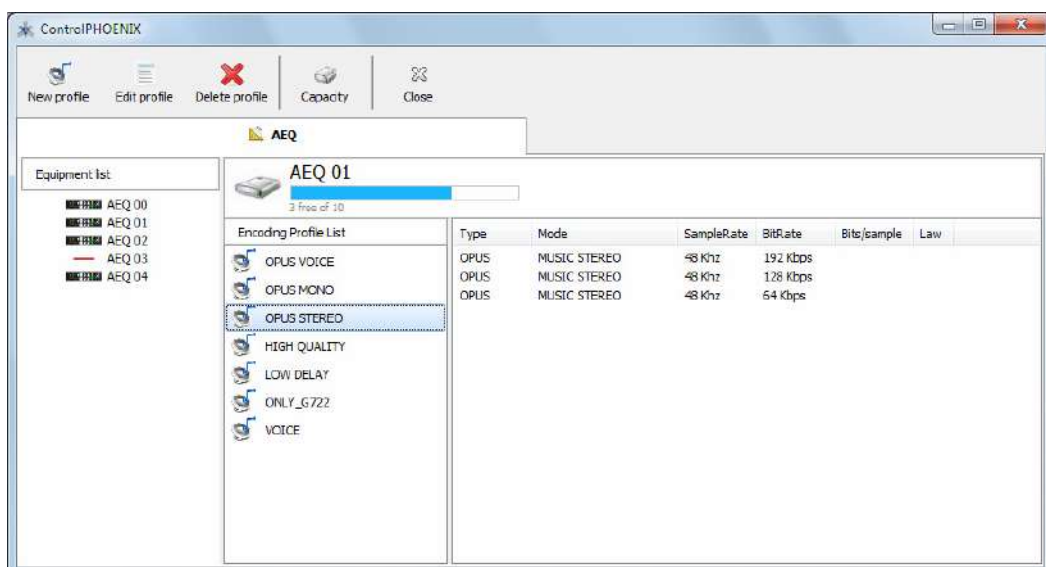 ControlPHOENIX
New profile Edit profile Delete profile Capacity Close
AEQ
Equipment list
AEQ 00
AEQ 01
AEQ 02
AEQ 03
AEQ 04
AEQ 01
3 free of 10
Encoding Profile List
OPUS VOICE
OPUS MONO
OPUS STEREO
HIGH QUALITY
LOW DELAY
ONLY_G722
VOICE
Type Mode SampleRate BitRate Bits/sample Law
OPUS MUSIC STEREO 48 Khz 192 Kbps
OPUS MUSIC STEREO 48 Khz 128 Kbps
OPUS MUSIC STEREO 48 Khz 64 Kbps